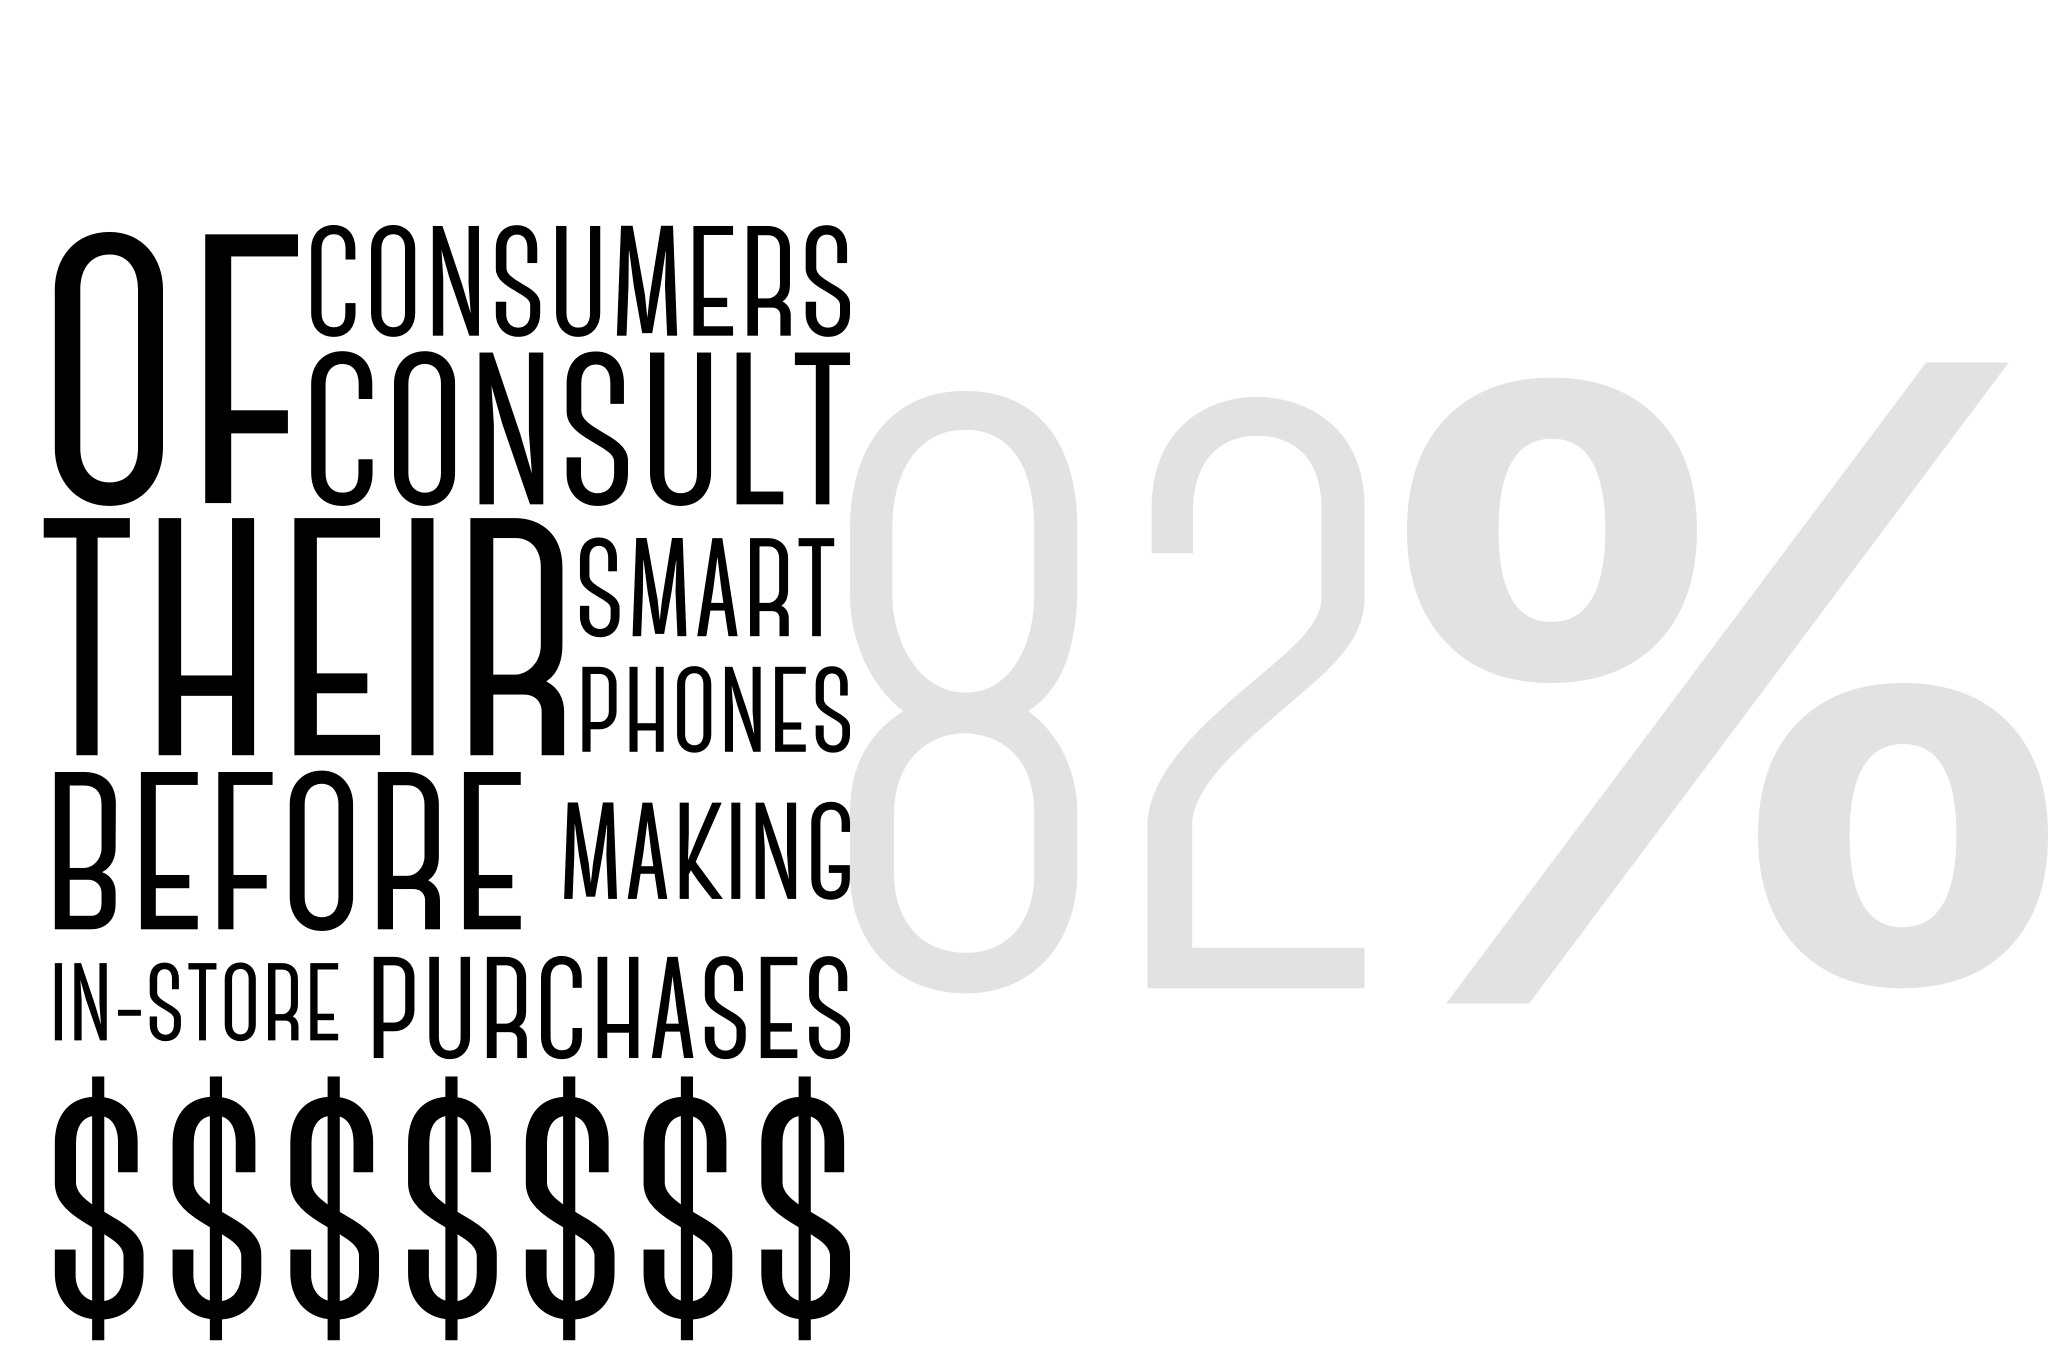 82%
OF CONSUMERS
CONSULT
THEIR SMART
PHONES
BEFORE MAKING
IN-STORE PURCHASES
$$$$$$$